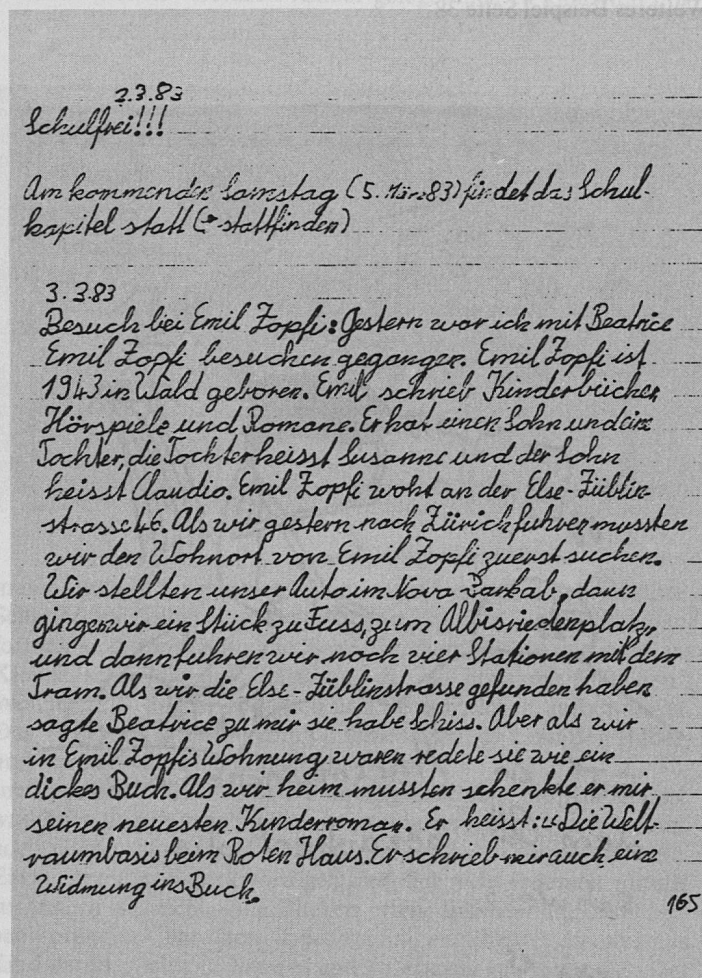 2.3.83
Schulfrei!!!
Am kommenden Samstag (5. März 83) findet das Schul-
kapitel statt (→ stattfinden)
3.3.83
Besuch bei Emil Zopfi: Gestern war ich mit Beatrice
Emil Zopfi besuchen gegangen. Emil Zopfi ist
1943 in Wald geboren. Emil schrieb Kinderbücher,
Hörspiele und Romane. Er hat einen Sohn und eine
Tochter, die Tochter heisst Susanne und der Sohn
heisst Claudio. Emil Zopfi woht an der Else-Züblin-
strasse 46. Als wir gestern nach Zürich fuhren mussten
wir den Wohnort von Emil Zopfi zuerst suchen.
Wir stellten unser Auto im Nova Park ab, dann
gingen wir ein Stück zu Fuss, zum Albisriedenplatz,
und dann fuhren wir noch vier Stationen mit dem
Tram. Als wir die Else-Züblinstrasse gefunden haben
sagte Beatrice zu mir sie habe Schiss. Aber als wir
in Emil Zopfis Wohnung waren redete sie wie ein
dickes Buch. Als wir heim mussten schenkte er mir
seinen neuesten Kinderroman. Er heisst: "Die Welt-
raumbasis beim Roten Haus. Er schrieb mir auch eine
Widmung ins Buch.
165